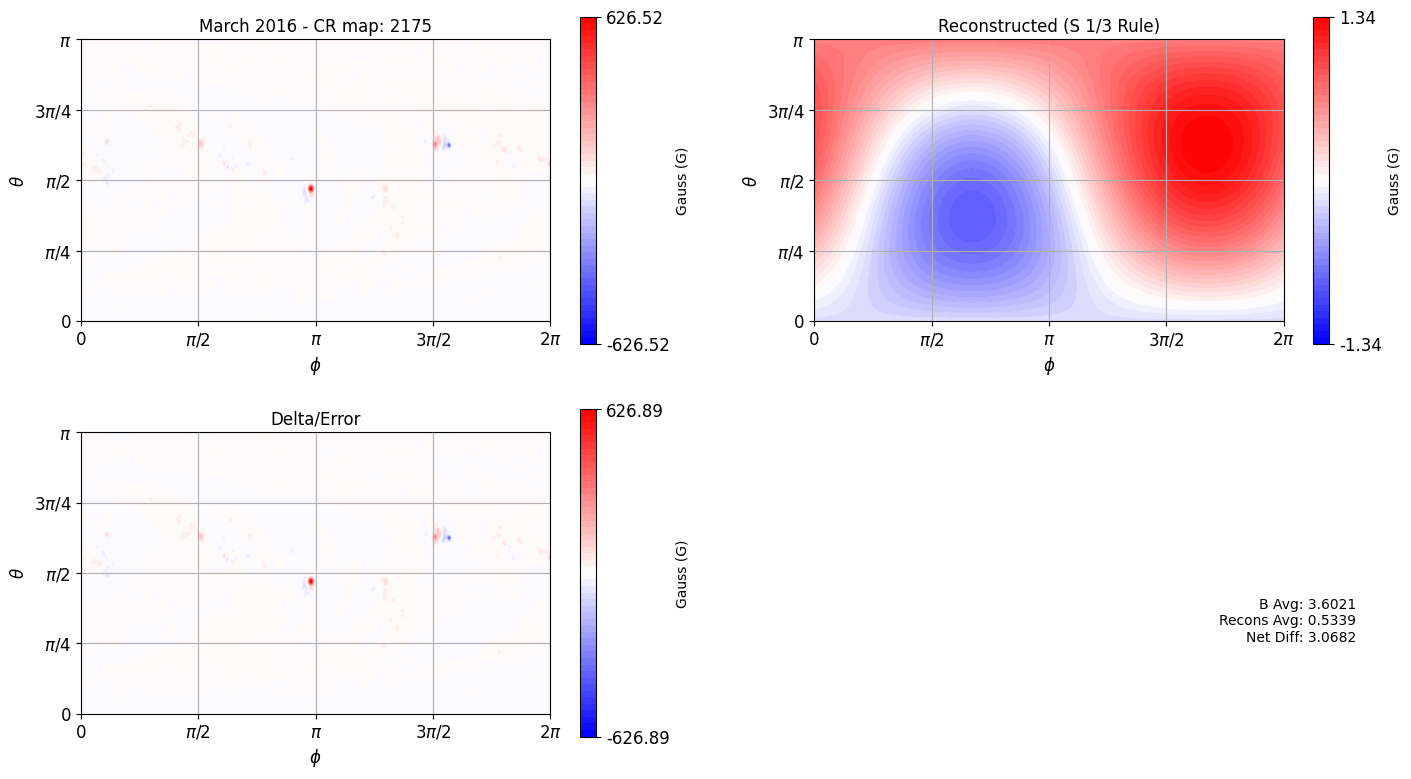 March 2016 - CR map: 2175
626.52
π
3π/4
π/2
π/4
0
θ
0
π/2
π
3π/2
2π
ϕ
-626.52
Gauss (G)
Reconstructed (S 1/3 Rule)
1.34
π
3π/4
π/2
π/4
0
θ
0
π/2
π
3π/2
2π
ϕ
-1.34
Gauss (G)
Delta/Error
626.89
π
3π/4
π/2
π/4
0
θ
0
π/2
π
3π/2
2π
ϕ
-626.89
Gauss (G)
B Avg: 3.6021
Recons Avg: 0.5339
Net Diff: 3.0682